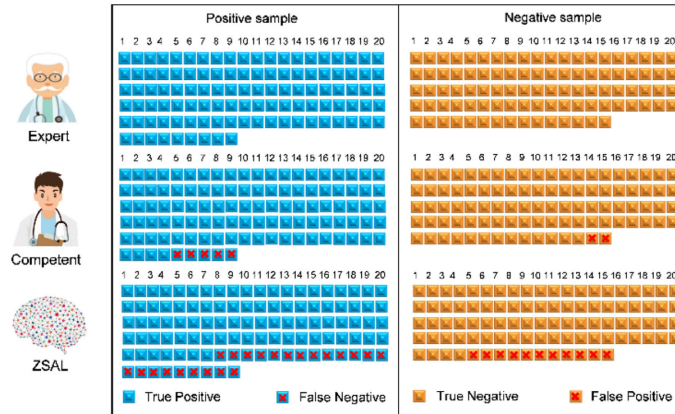 Positive sample
Negative sample
1 2 3 4 5 6 7 8 9 10 11 12 13 14 15 16 17 18 19 20
1 2 3 4 5 6 7 8 9 10 11 12 13 14 15 16 17 18 19 20
Expert
1 2 3 4 5 6 7 8 9 10 11 12 13 14 15 16 17 18 19 20
1 2 3 4 5 6 7 8 9 10 11 12 13 14 15 16 17 18 19 20
Competent
1 2 3 4 5 6 7 8 9 10 11 12 13 14 15 16 17 18 19 20
1 2 3 4 5 6 7 8 9 10 11 12 13 14 15 16 17 18 19 20
ZSAL
True Positive
False Negative
True Negative
False Positive